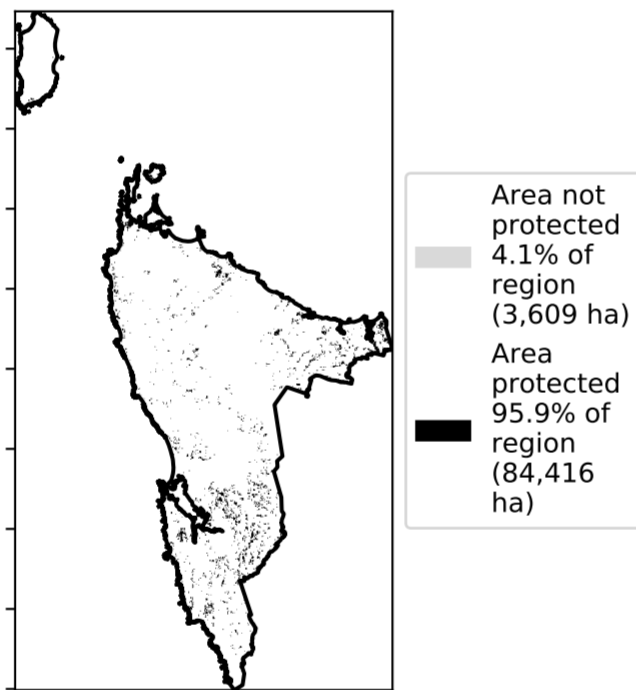 Area not
protected
4.1% of
region
(3,609 ha)
Area
protected
95.9% of
region
(84,416
ha)